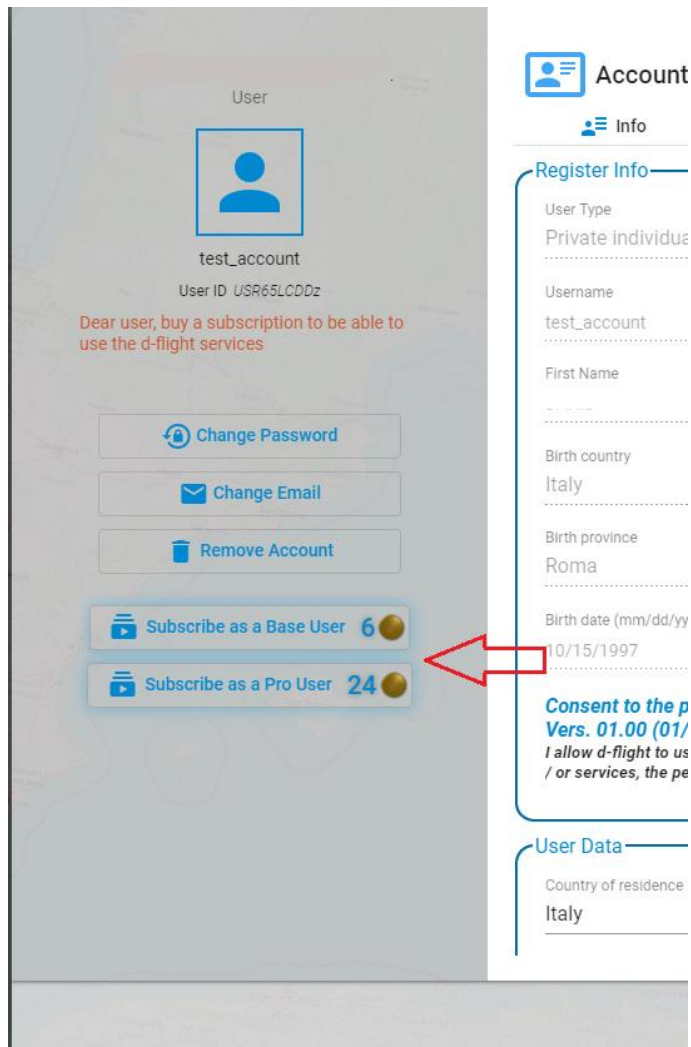 User
test_account
User ID USR65LCDDz
Dear user, buy a subscription to be able to
use the d-flight services
Change Password
Change Email
Remove Account
Subscribe as a Base User 6
Subscribe as a Pro User 24
Account
Info
Register Info
User Type
Private individua
Username
test_account
First Name
Birth country
Italy
Birth province
Roma
Birth date (mm/dd/yy
10/15/1997
Consent to the p
Vers. 01.00 (01/
I allow d-flight to us
/ or services, the pe
User Data
Country of residence
Italy